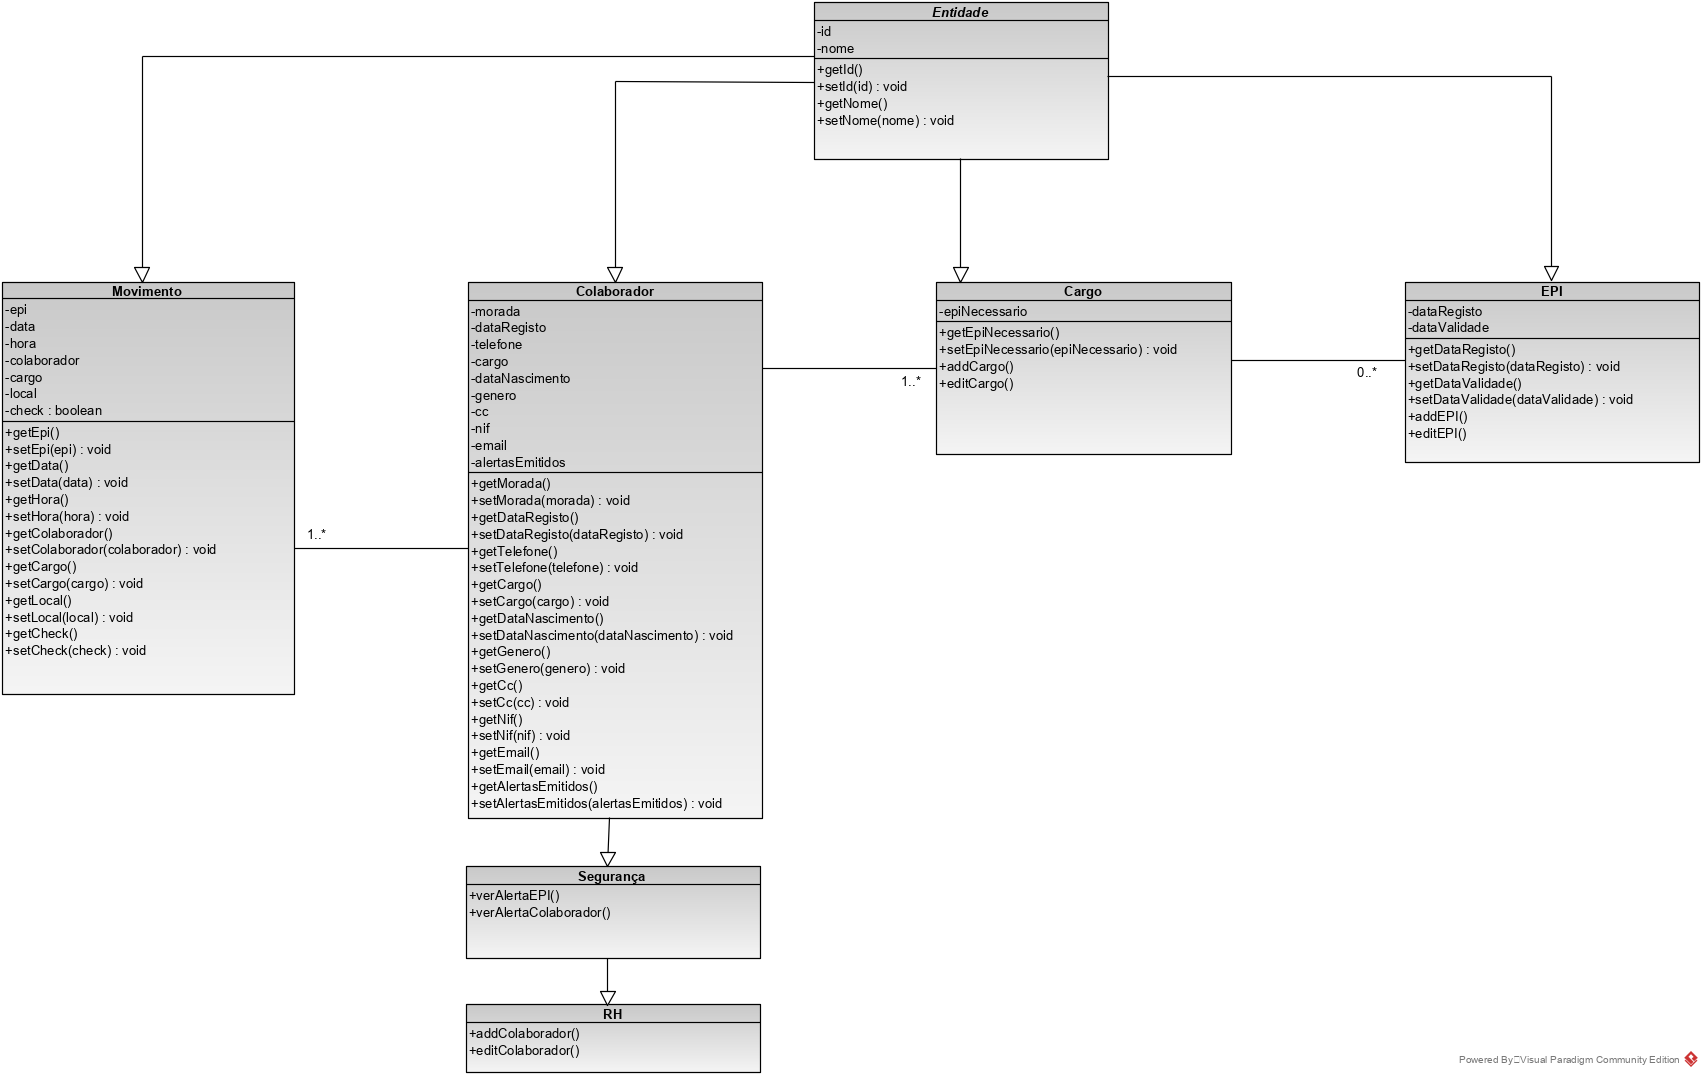 Entidade
-id
-nome
+getId()
+setId(id) : void
+getNome()
+setNome(nome) : void
Movimento
-epi
-data
-hora
-colaborador
-cargo
-local
-check : boolean
+getEpi()
+setEpi(epi) : void
+getData()
+setData(data) : void
+getHora()
+setHora(hora) : void
+getColaborador()
+setColaborador(colaborador) : void
+getCargo()
+setCargo(cargo) : void
+getLocal()
+setLocal(local) : void
+getCheck()
+setCheck(check) : void
1..*
Colaborador
-morada
-dataRegisto
-telefone
-cargo
-dataNascimento
-genero
-cc
-nif
-email
-alertasEmitidos
+getMorada()
+setMorada(morada) : void
+getDataRegisto()
+setDataRegisto(dataRegisto) : void
+getTelefone()
+setTelefone(telefone) : void
+getCargo()
+setCargo(cargo) : void
+getDataNascimento()
+setDataNascimento(dataNascimento) : void
+getGenero()
+setGenero(genero) : void
+getCc()
+setCc(cc) : void
+getNif()
+setNif(nif) : void
+getEmail()
+setEmail(email) : void
+getAlertasEmitidos()
+setAlertasEmitidos(alertasEmitidos) : void
1..*
Cargo
-epiNecessario
+getEpiNecessario()
+setEpiNecessario(epiNecessario) : void
+addCargo()
+editCargo()
0..*
EPI
-dataRegisto
-dataValidade
+getDataRegisto()
+setDataRegisto(dataRegisto) : void
+getDataValidade()
+setDataValidade(dataValidade) : void
+addEPI()
+editEPI()
Segurança
+verAlertaEPI()
+verAlertaColaborador()
RH
+addColaborador()
+editColaborador()
Powered By Visual Paradigm Community Edition